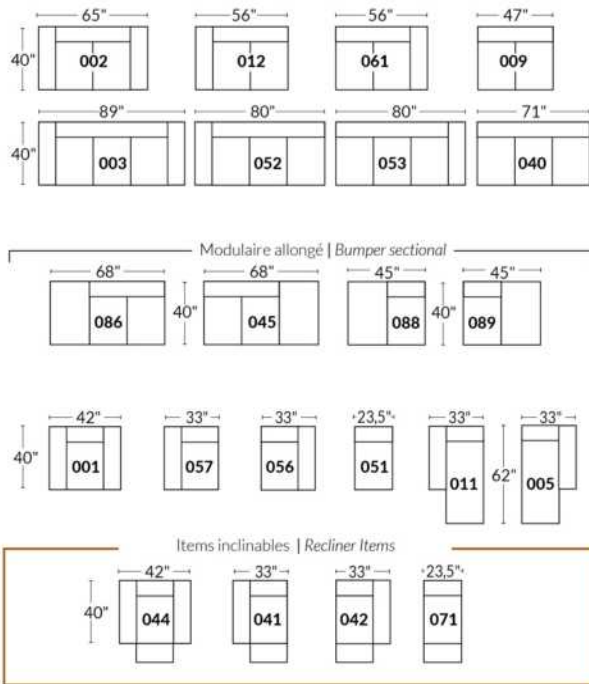 65" 56" 56" 47"
40" 002 012 061 009
89" 80" 80" 71"
40" 003 052 053 040
Modulaire allongé | Bumper sectional
68" 68" 45" 45"
086 40" 045 088 40" 089
42" 33" 33" 23,5" 33" 33"
40" 001 057 056 051 011 62" 005
Items inclinables | Recliner Items
42" 33" 33" 23,5"
40" 044 041 042 071